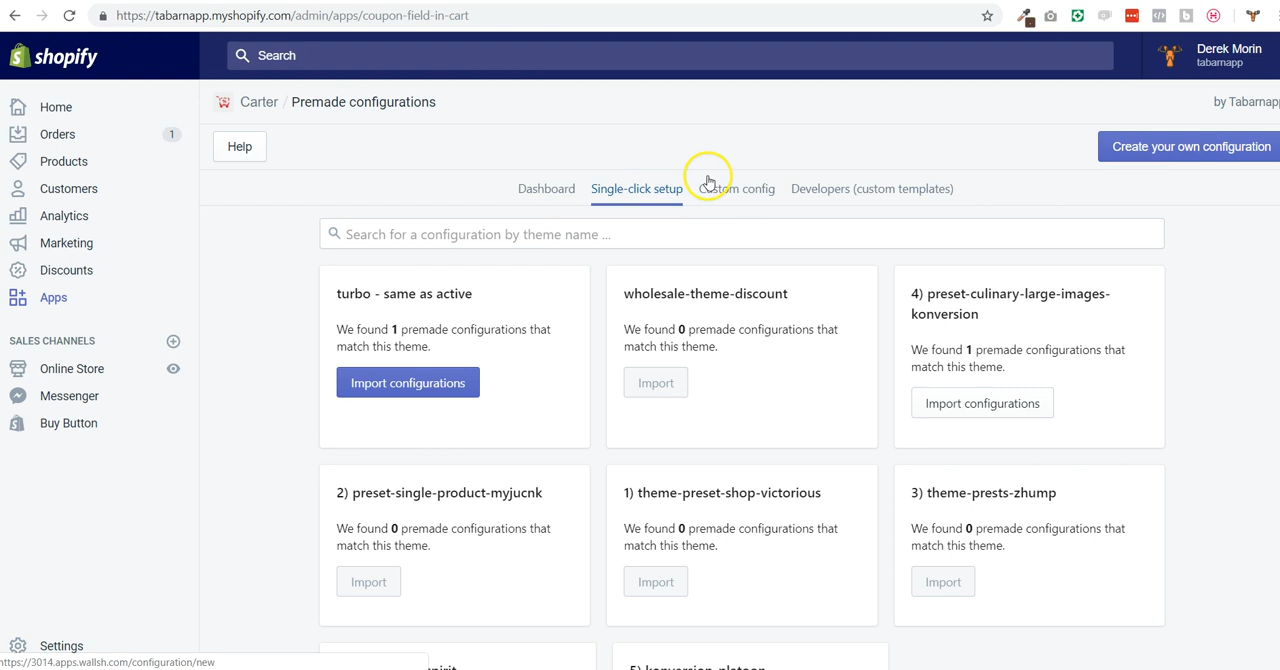 https://tabarnapp.myshopify.com/admin/apps/coupon-field-in-cart
shopify
Search
Derek Morin
tabarnapp
Home
Orders 1
Products
Customers
Analytics
Marketing
Discounts
Apps
SALES CHANNELS
Online Store
Messenger
Buy Button
Settings
Carter / Premade configurations
by Tabarnapp
Help
Create your own configuration
Dashboard Single-click setup Custom config Developers (custom templates)
Search for a configuration by theme name ...
turbo - same as active
We found 1 premade configurations that
match this theme.
Import configurations
wholesale-theme-discount
We found 0 premade configurations that
match this theme.
Import
4) preset-culinary-large-images-
konversion
We found 1 premade configurations that
match this theme.
Import configurations
2) preset-single-product-myjucnk
We found 0 premade configurations that
match this theme.
Import
1) theme-preset-shop-victorious
We found 0 premade configurations that
match this theme.
Import
3) theme-prests-zhump
We found 0 premade configurations that
match this theme.
Import
5) konversion-platoon
https://3014.apps.wallsh.com/configuration/new